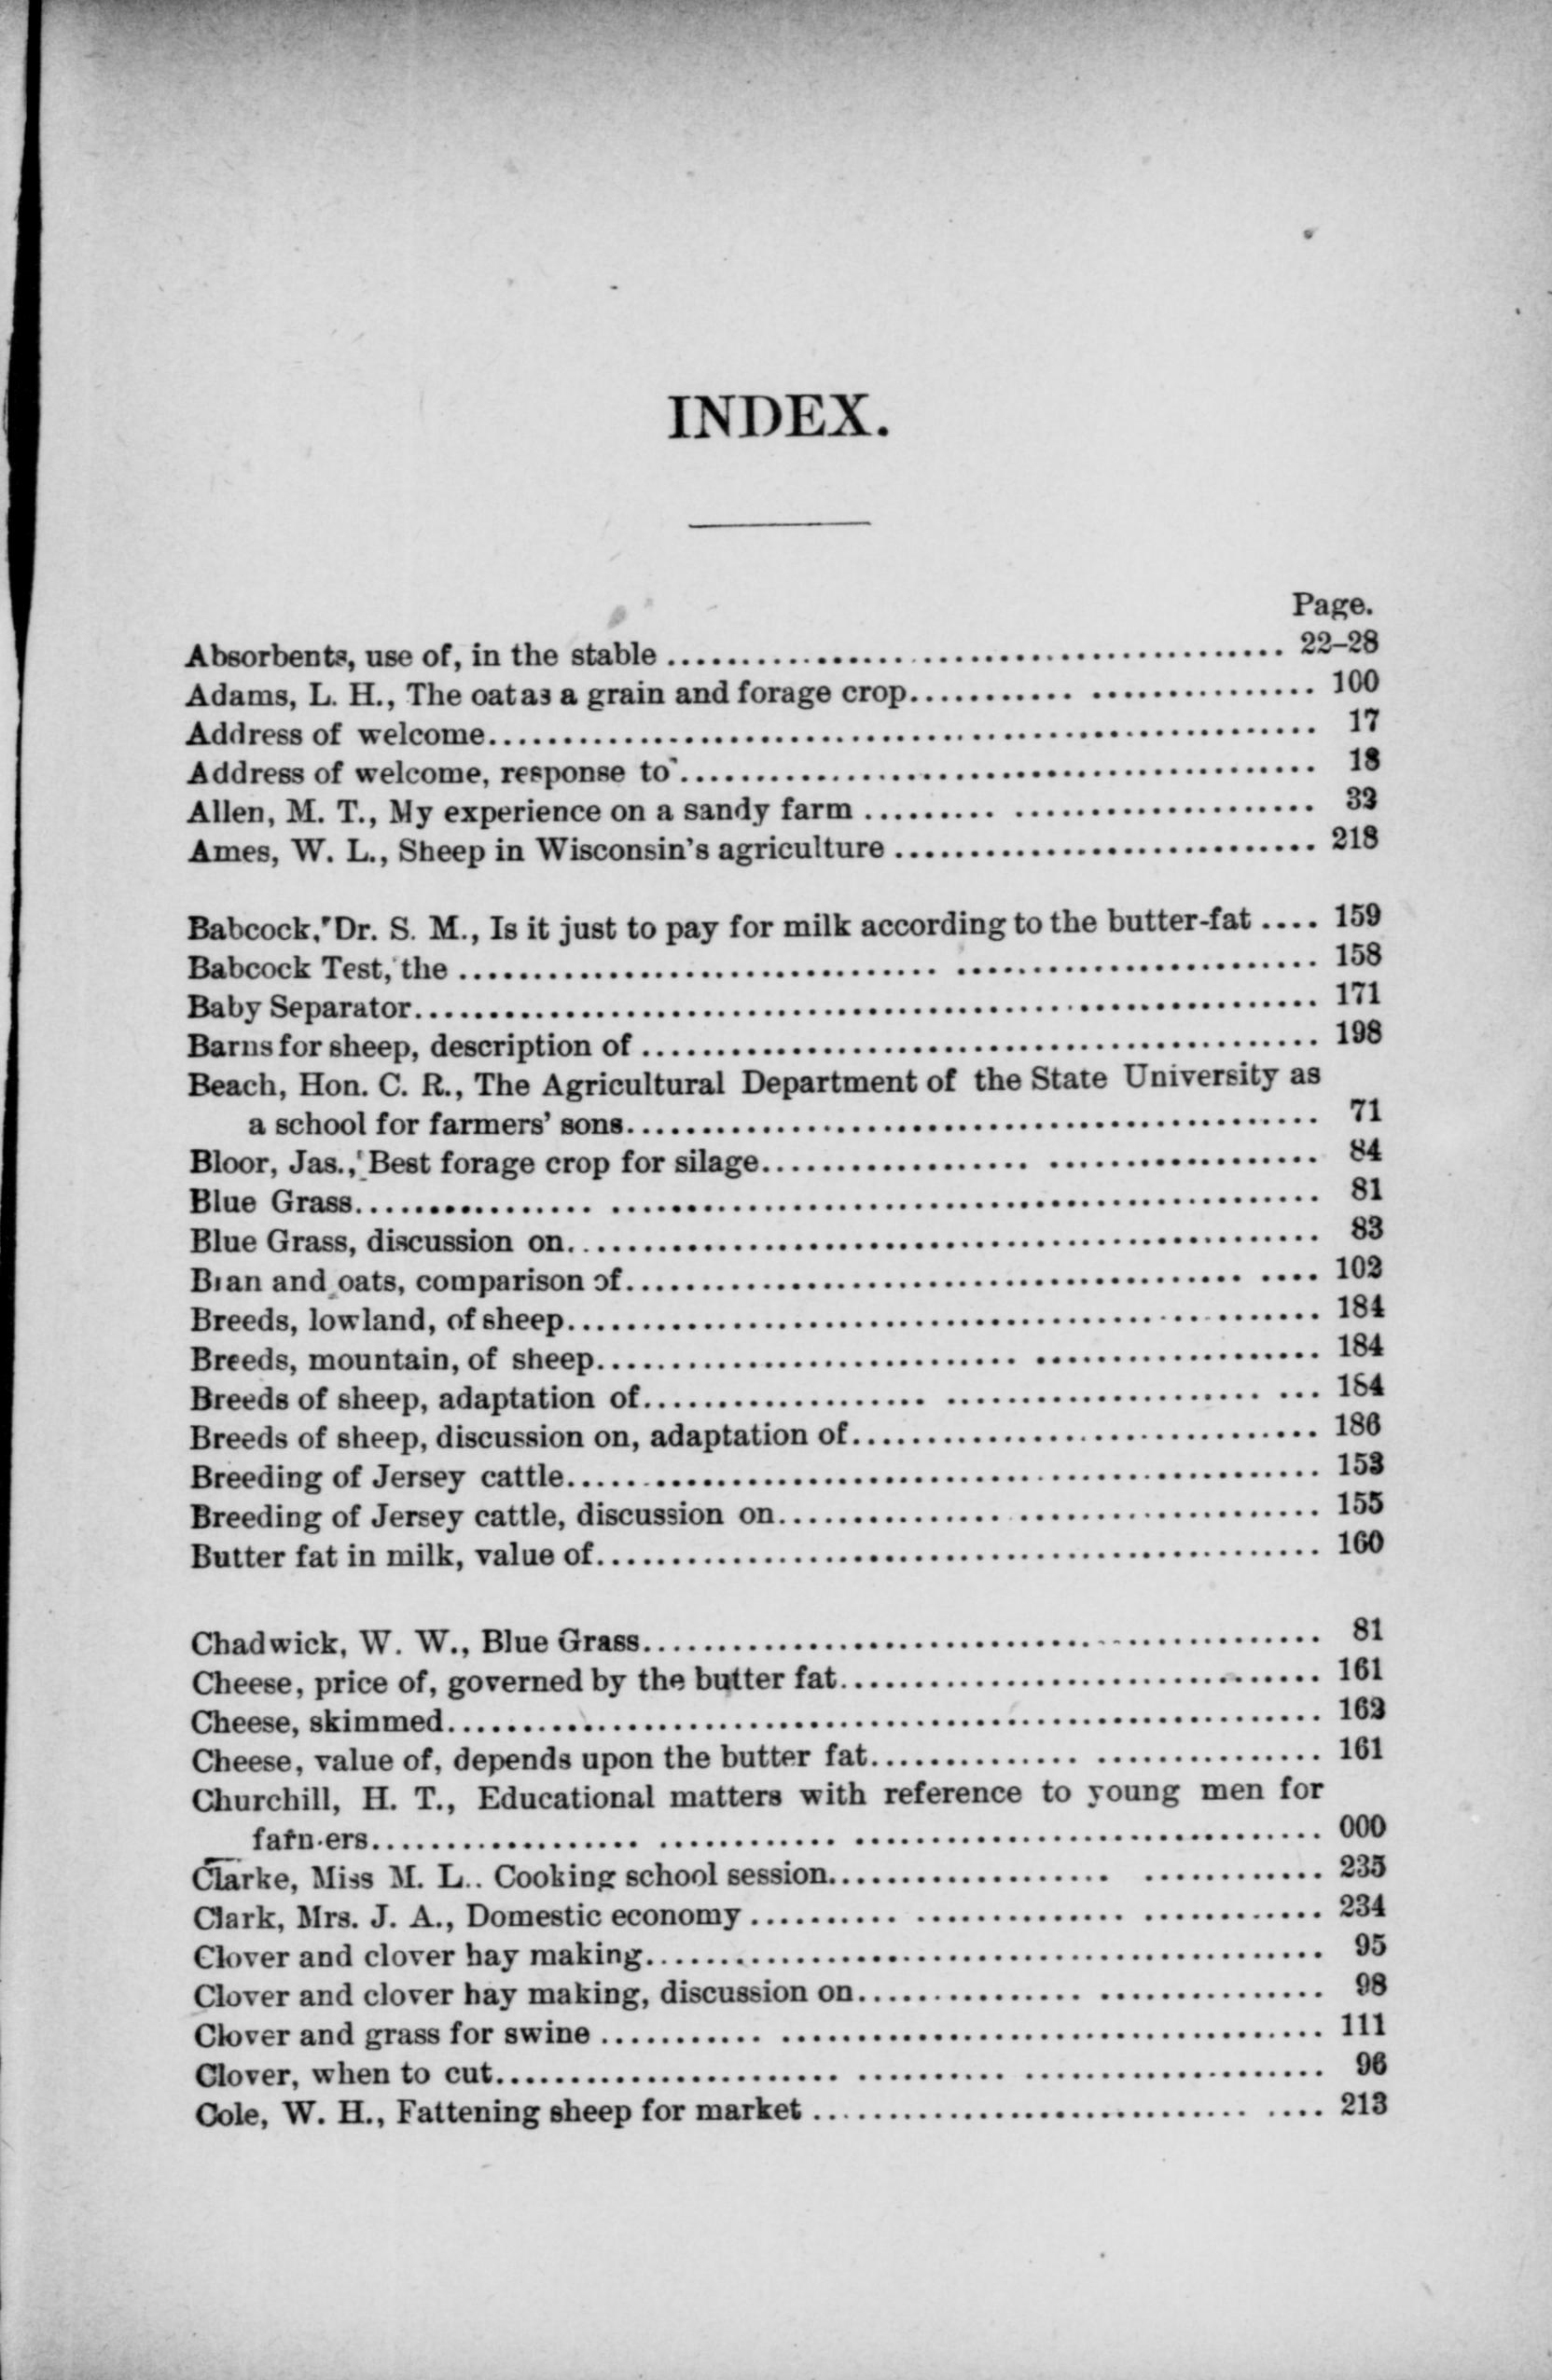 INDEX.
Page.
Absorbents, use of, in the stable ........................................ 22-28
Adams, L. H., The oat as a grain and forage crop........................... 100
Address of welcome........................................ 17
Address of welcome, response to........................................ 18
Allen, M. T., My experience on a sandy farm ............................ 33
Ames, W. L., Sheep in Wisconsin's agriculture ............................ 218
Babcock, Dr. S. M., Is it just to pay for milk according to the butter-fat .... 159
Babcock Test, the ........................................ 158
Baby Separator........................................ 171
Barns for sheep, description of ........................................ 198
Beach, Hon. C. R., The Agricultural Department of the State University as
a school for farmers' sons........................................ 71
Bloor, Jas., Best forage crop for silage........................................ 84
Blue Grass........................................ 81
Blue Grass, discussion on........................................ 83
Bran and oats, comparison of........................................ 102
Breeds, lowland, of sheep........................................ 184
Breeds, mountain, of sheep........................................ 184
Breeds of sheep, adaptation of........................................ 184
Breeds of sheep, discussion on, adaptation of............................... 186
Breeding of Jersey cattle........................................ 153
Breeding of Jersey cattle, discussion on................................... 155
Butter fat in milk, value of........................................ 160
Chadwick, W. W., Blue Grass........................................ 81
Cheese, price of, governed by the butter fat................................ 161
Cheese, skimmed........................................ 163
Cheese, value of, depends upon the butter fat............................. 161
Churchill, H. T., Educational matters with reference to young men for
farmers........................................ 000
Clarke, Miss M. L.. Cooking school session.............................. 235
Clark, Mrs. J. A., Domestic economy .................................. 234
Clover and clover hay making........................................ 95
Clover and clover hay making, discussion on.............................. 98
Clover and grass for swine ........................................ 111
Clover, when to cut........................................ 96
Cole, W. H., Fattening sheep for market ................................ 213